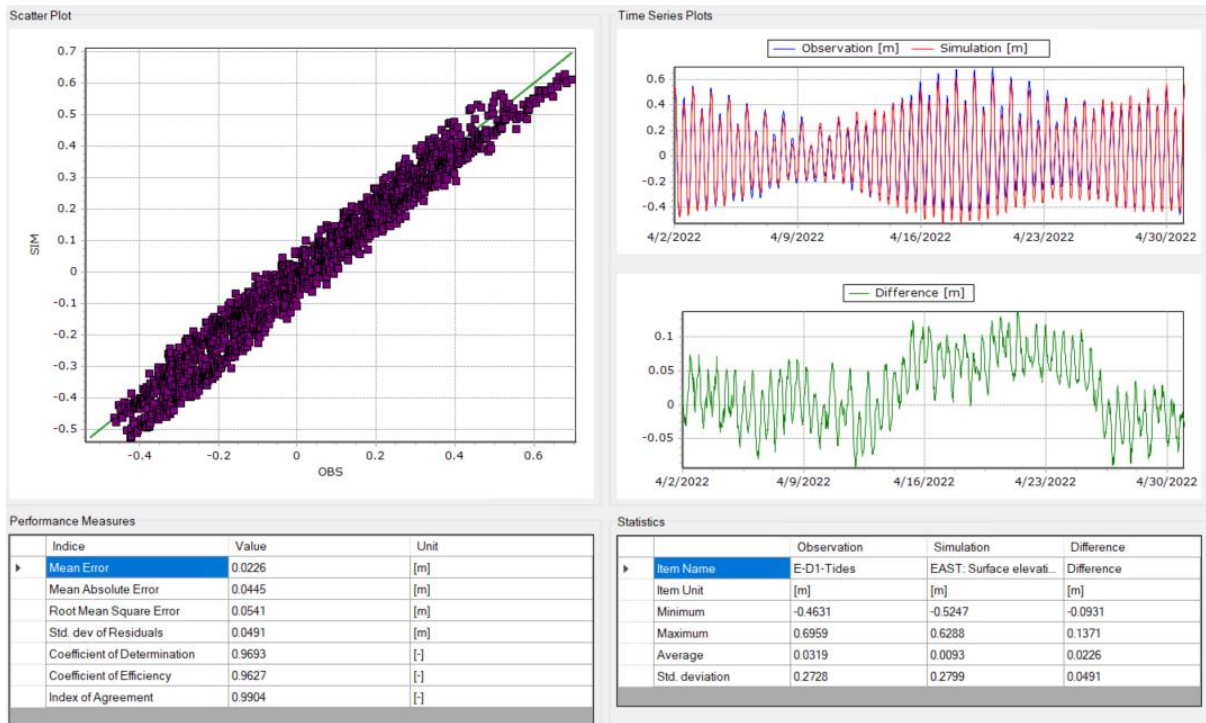 Scatter Plot
0.7
0.6
0.5
0.4
0.3
0.2
0.1
0
-0.1
-0.2
-0.3
-0.4
-0.5
SIM
-0.4 -0.2 0 0.2 0.4 0.6
OBS
Time Series Plots
Observation [m] Simulation [m]
0.6
0.4
0.2
0
-0.2
-0.4
4/2/2022 4/9/2022 4/16/2022 4/23/2022 4/30/2022
Difference [m]
0.1
0.05
0
-0.05
4/2/2022 4/9/2022 4/16/2022 4/23/2022 4/30/2022
Performance Measures
Indice Value Unit
Mean Error 0.0226 [m]
Mean Absolute Error 0.0445 [m]
Root Mean Square Error 0.0541 [m]
Std. dev of Residuals 0.0491 [m]
Coefficient of Determination 0.9693 [-]
Coefficient of Efficiency 0.9627 [-]
Index of Agreement 0.9904 [-]
Statistics
Observation Simulation Difference
Item Name E-D1-Tides EAST: Surface elevati... Difference
Item Unit [m] [m] [m]
Minimum -0.4631 -0.5247 -0.0931
Maximum 0.6959 0.6288 0.1371
Average 0.0319 0.0093 0.0226
Std. deviation 0.2728 0.2799 0.0491